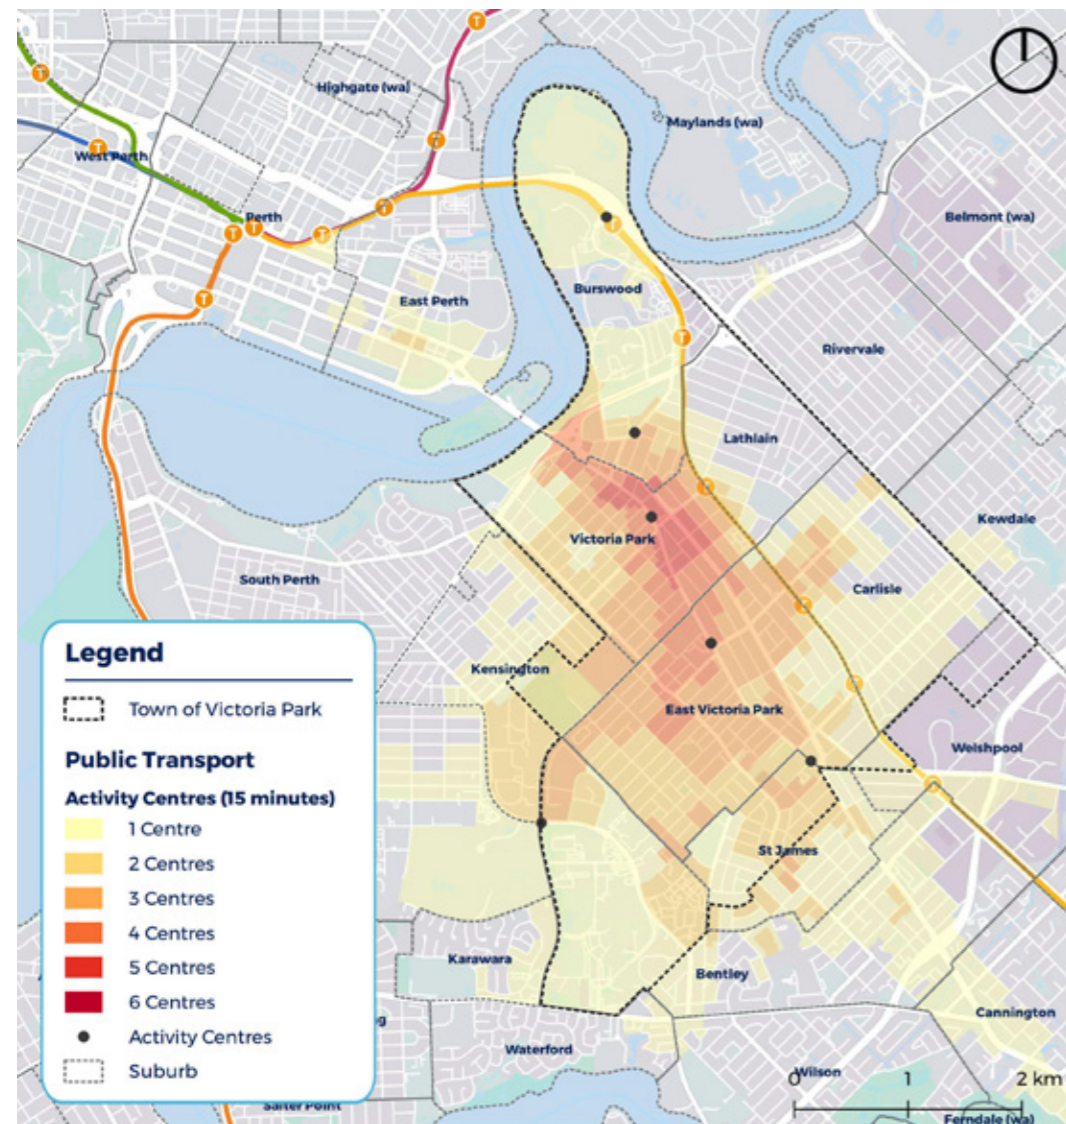 Highgate (wa)
Maylands (wa)
West Perth
Perth
Belmont (wa)
Burswood
East Perth
Rivervale
Lathlain
Kewdale
Victoria Park
South Perth
Carlisle
Kensington
East Victoria Park
Welshpool
St James
Karawara
Bentley
Cannington
Waterford
Wilson
Salter Point
Ferndale (wa)
Legend
Town of Victoria Park
Public Transport
Activity Centres (15 minutes)
1 Centre
2 Centres
3 Centres
4 Centres
5 Centres
6 Centres
Activity Centres
Suburb
0 1 2 km
T
T
T
T
T
T
T
T
T
T
T